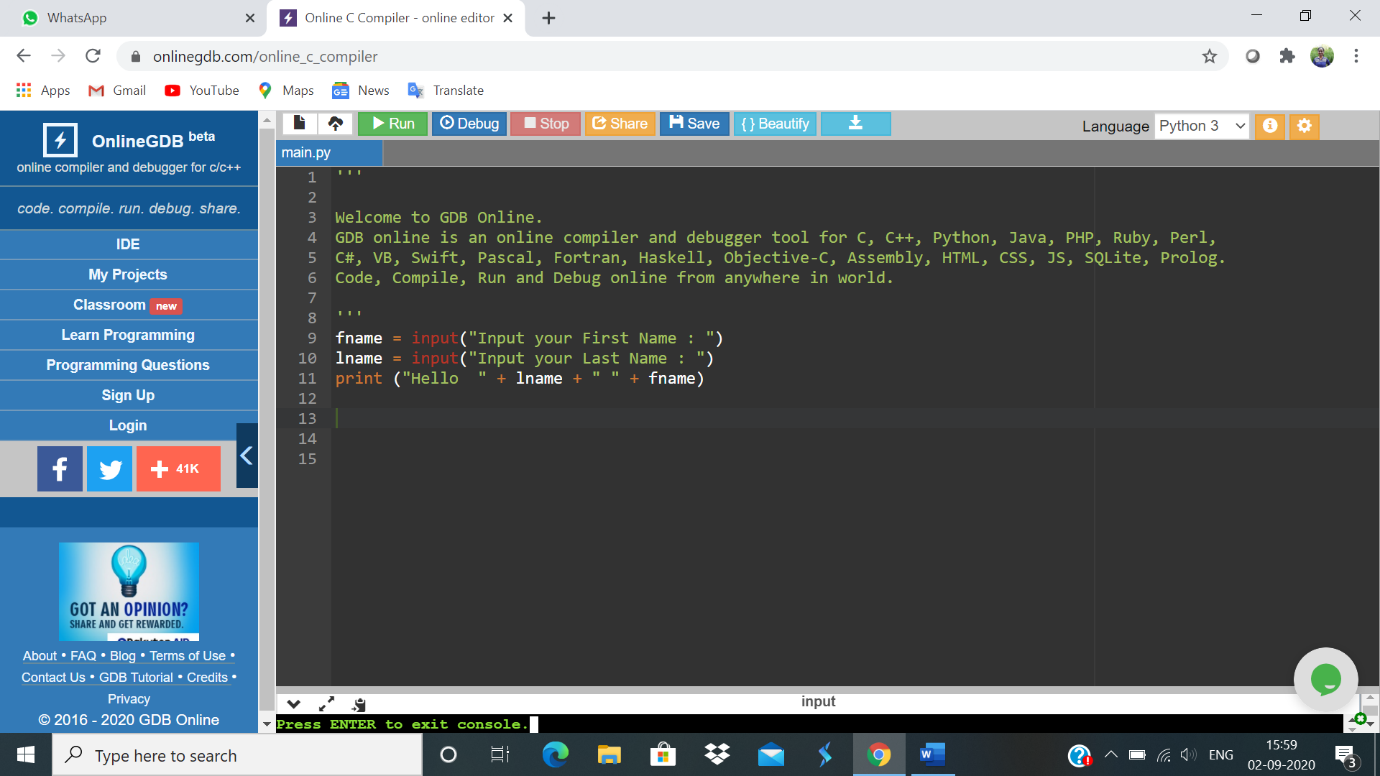 WhatsApp
Online C Compiler - online editor
onlinegdb.com/online_c_compiler
Apps Gmail YouTube Maps News Translate
OnlineGDB beta
online compiler and debugger for c/c++
code. compile. run. debug. share.
IDE
My Projects
Classroom new
Learn Programming
Programming Questions
Sign Up
Login
41K
GOT AN OPINION?
SHARE AND GET REWARDED.
About • FAQ • Blog • Terms of Use •
Contact Us • GDB Tutorial • Credits •
Privacy
© 2016 - 2020 GDB Online
Run Debug Stop Share Save { } Beautify
Language Python 3
main.py
1 '''
2
3 Welcome to GDB Online.
4 GDB online is an online compiler and debugger tool for C, C++, Python, Java, PHP, Ruby, Perl,
5 C#, VB, Swift, Pascal, Fortran, Haskell, Objective-C, Assembly, HTML, CSS, JS, SQLite, Prolog.
6 Code, Compile, Run and Debug online from anywhere in world.
7
8 '''
9 fname = input("Input your First Name : ")
10 lname = input("Input your Last Name : ")
11 print ("Hello  " + lname + " " + fname)
12
13
14
15
input
Press ENTER to exit console.
Type here to search
ENG
15:59
02-09-2020
3